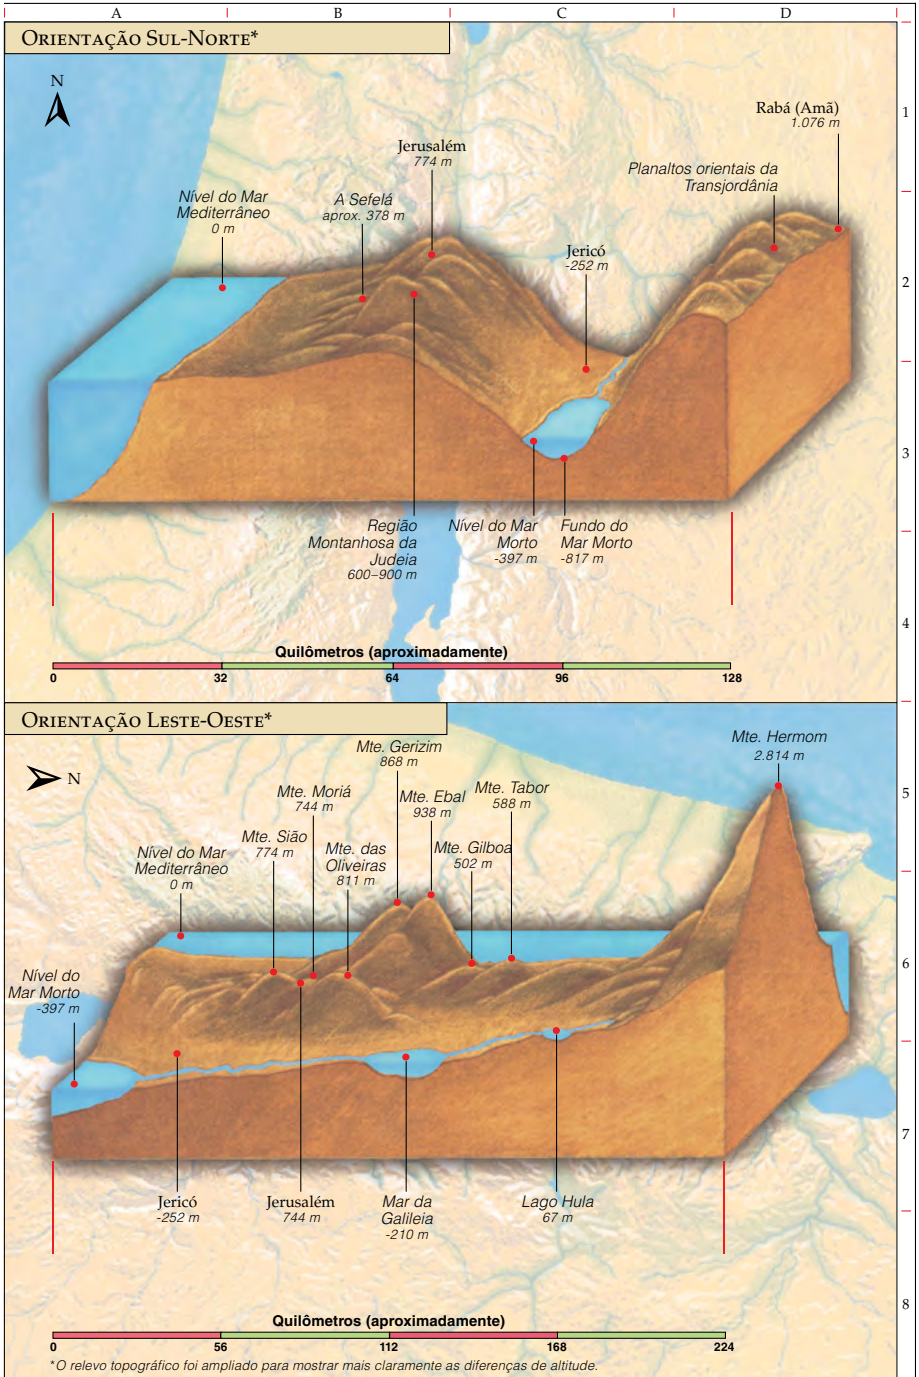 A
B
C
D
Orientação Sul-Norte*
N
1
Rabá (Amã)
1.076 m
Jerusalém
774 m
Planaltos orientais da
Transjordânia
Nível do Mar
Mediterrâneo
0 m
A Sefelá
aprox. 378 m
Jericó
-252 m
2
3
Região
Montanhosa da
Judeia
600–900 m
Nível do Mar
Morto
-397 m
Fundo do
Mar Morto
-817 m
4
Quilômetros (aproximadamente)
0
32
64
96
128
Orientação Leste-Oeste*
N
Mte. Gerizim
868 m
Mte. Hermom
2.814 m
5
Mte. Moriá
744 m
Mte. Ebal
938 m
Mte. Tabor
588 m
Mte. Sião
774 m
Mte. das
Oliveiras
811 m
Mte. Gilboa
502 m
Nível do Mar
Mediterrâneo
0 m
6
Nível do
Mar Morto
-397 m
7
Jericó
-252 m
Jerusalém
744 m
Mar da
Galileia
-210 m
Lago Hula
67 m
8
Quilômetros (aproximadamente)
0
56
112
168
224
*O relevo topográfico foi ampliado para mostrar mais claramente as diferenças de altitude.